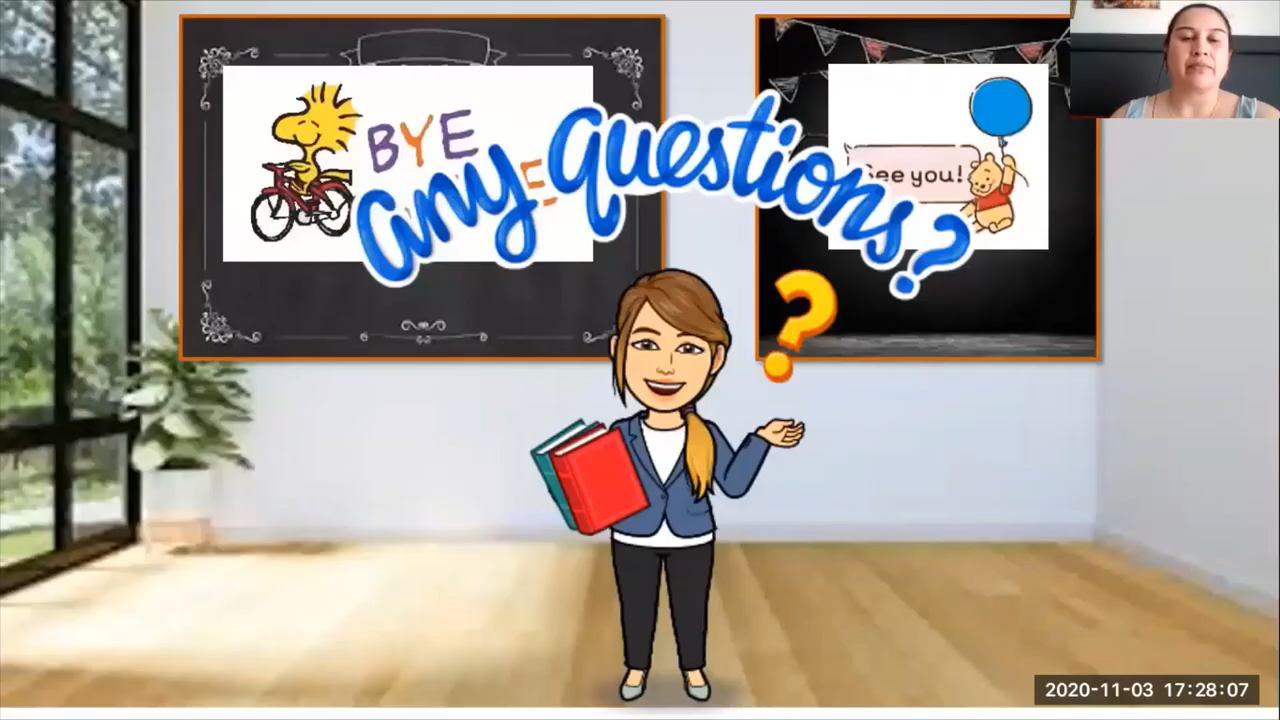 BYE
any questions?
See you!
?
2020-11-03 17:28:07